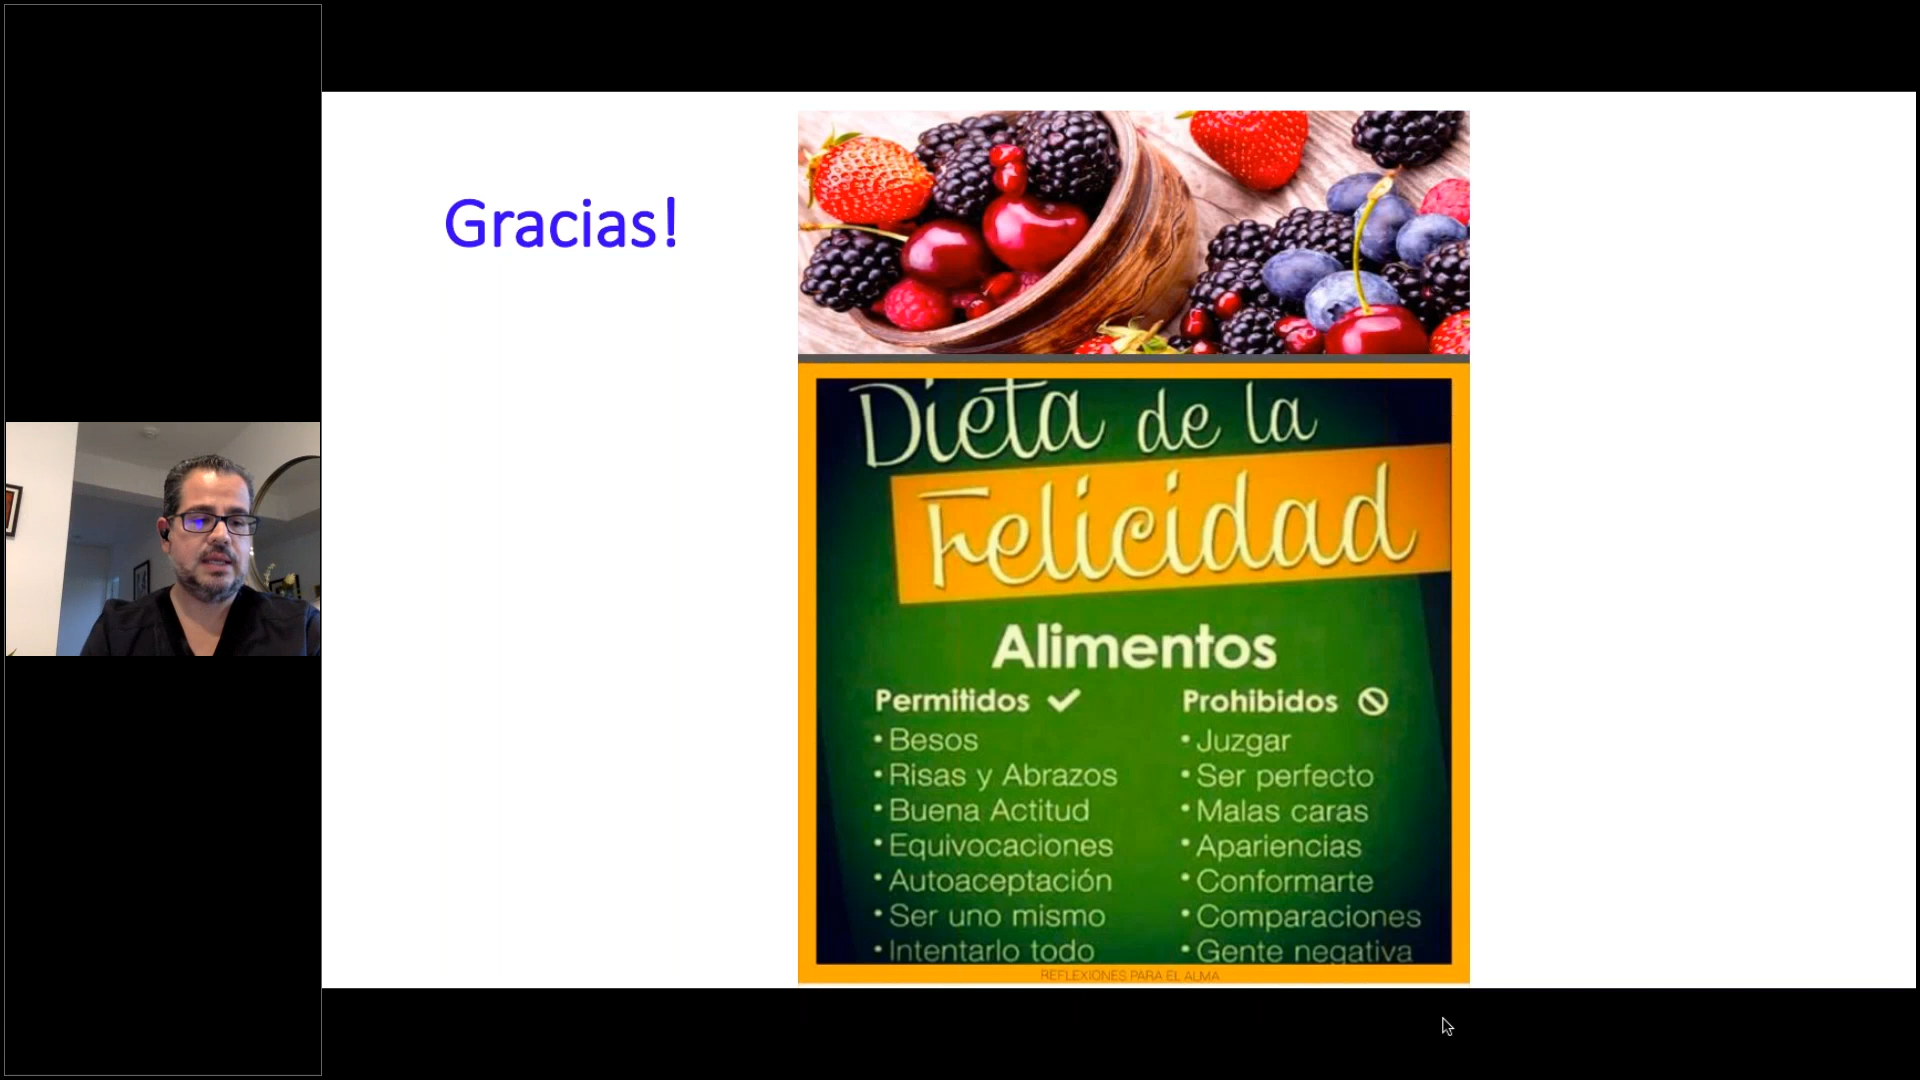 Gracias!
Dieta de la
Felicidad
Alimentos
Permitidos
• Besos
• Risas y Abrazos
• Buena Actitud
• Equivocaciones
• Autoaceptación
• Ser uno mismo
• Intentarlo todo
Prohibidos
• Juzgar
• Ser perfecto
• Malas caras
• Apariencias
• Conformarte
• Comparaciones
• Gente negativa
REFLEXIONES PARA EL ALMA